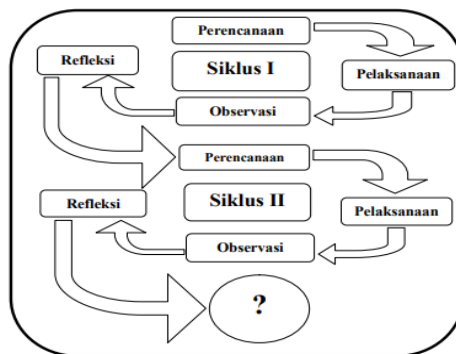 Perencanaan
Refleksi
Siklus I
Pelaksanaan
Observasi
Perencanaan
Refleksi
Siklus II
Pelaksanaan
Observasi
?